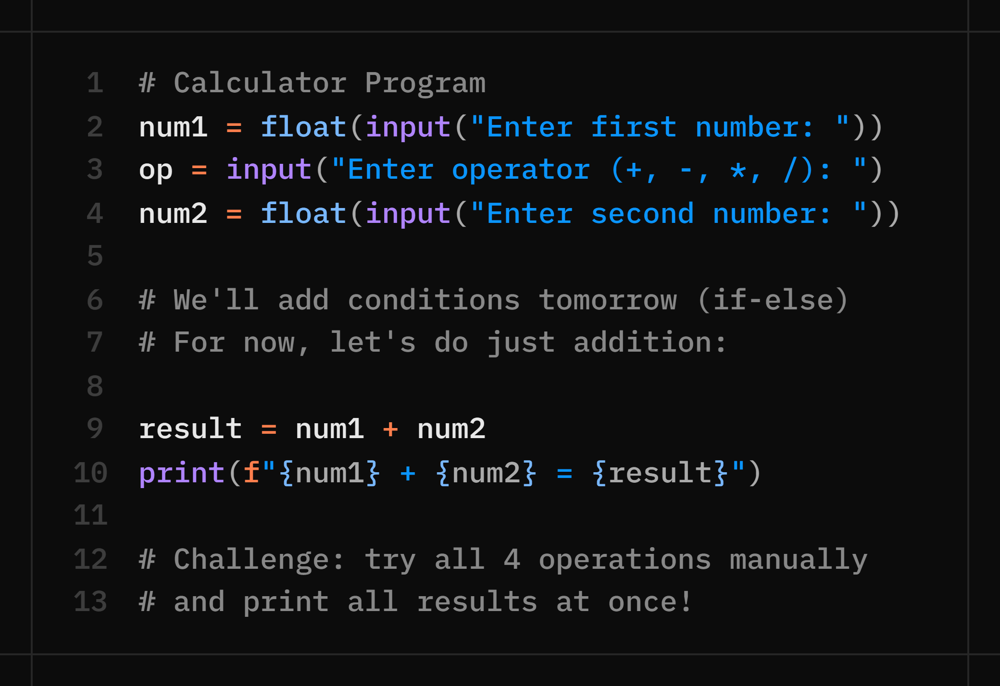 1 # Calculator Program
2 num1 = float(input("Enter first number: "))
3 op = input("Enter operator (+, -, *, /): ")
4 num2 = float(input("Enter second number: "))
5
6 # We'll add conditions tomorrow (if-else)
7 # For now, let's do just addition:
8
9 result = num1 + num2
10 print(f"{num1} + {num2} = {result}")
11
12 # Challenge: try all 4 operations manually
13 # and print all results at once!